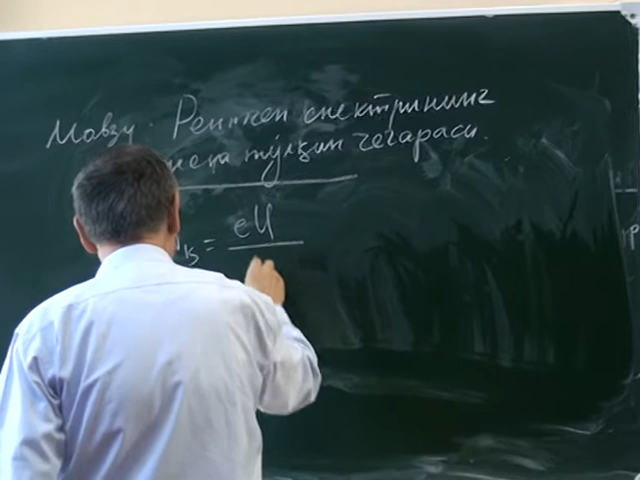 Мавзу. Рентген спектрининг
тўлқин чегараси.
= eU